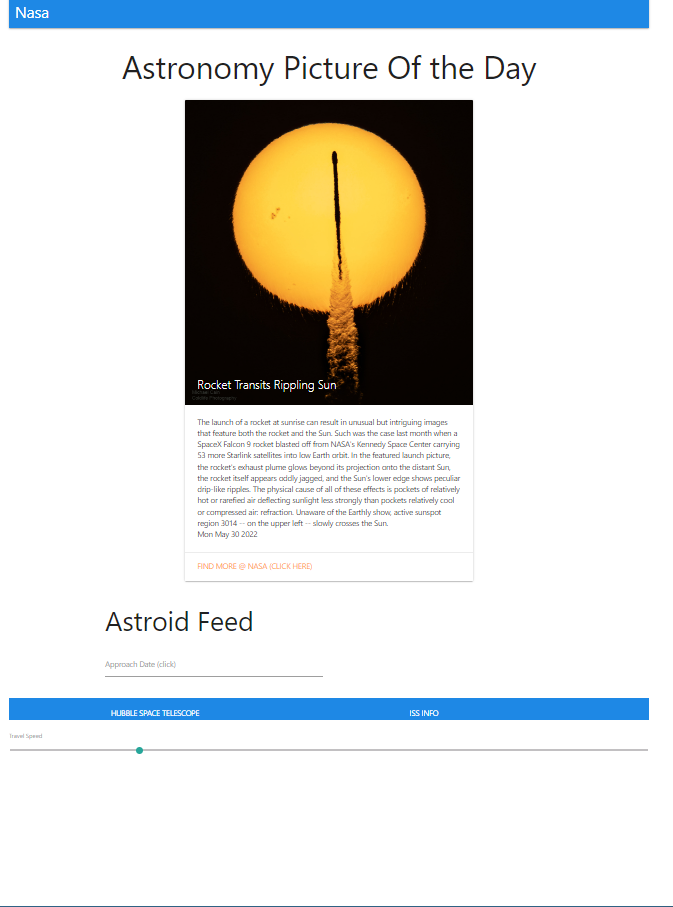 Nasa
Astronomy Picture Of the Day
Rocket Transits Rippling Sun
The launch of a rocket at sunrise can result in unusual but intriguing images
that feature both the rocket and the Sun. Such was the case last month when a
SpaceX Falcon 9 rocket blasted off from NASA's Kennedy Space Center carrying
53 more Starlink satellites into low Earth orbit. In the featured launch picture,
the rocket's exhaust plume glows beyond its projection onto the distant Sun,
the rocket itself appears oddly jagged, and the Sun's lower edge shows peculiar
drip-like ripples. The physical cause of all of these effects is pockets of relatively
hot or rarefied air deflecting sunlight less strongly than pockets relatively cool
or compressed air: refraction. Unaware of the Earthly show, active sunspot
region 3014 -- on the upper left -- slowly crosses the Sun.
Mon May 30 2022
FIND MORE @ NASA (CLICK HERE)
Astroid Feed
Approach Date (click)
HUBBLE SPACE TELESCOPE
ISS INFO
Travel Speed